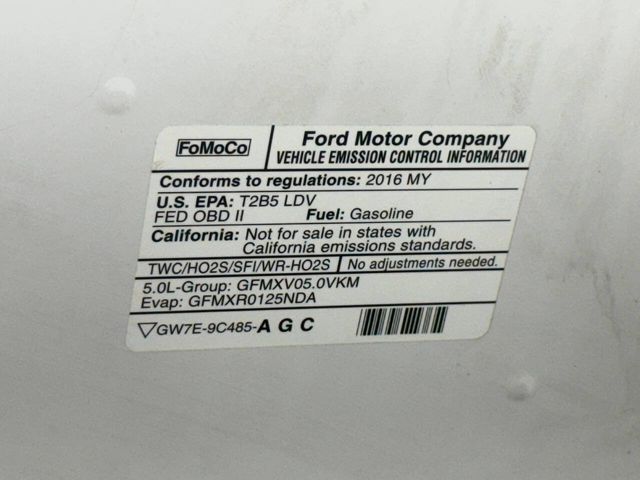 FoMoCo
Ford Motor Company
VEHICLE EMISSION CONTROL INFORMATION
Conforms to regulations: 2016 MY
U.S. EPA: T2B5 LDV
FED OBD II Fuel: Gasoline
California: Not for sale in states with
California emissions standards.
TWC/HO2S/SFI/WR-HO2S No adjustments needed.
5.0L-Group: GFMXV05.0VKM
Evap: GFMXR0125NDA
GW7E-9C485-A G C